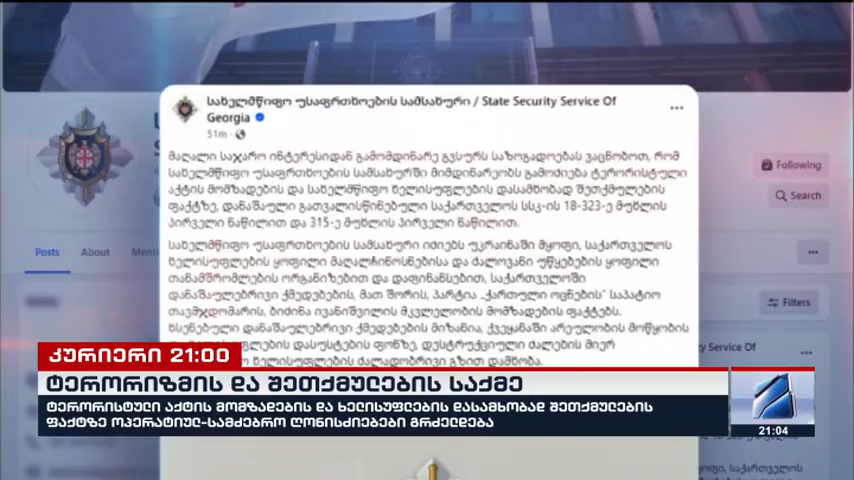 სახელმწიფო უსაფრთხოების სამსახური / State Security Service Of
Georgia
51m
მაღალი საჯარო ინტერესიდან გამომდინარე გვსურს საზოგადოებას ვაცნობოთ, რომ
სახელმწიფო უსაფრთხოების სამსახურში მიმდინარეობს გამოძიება ტერორისტული
აქტის მომზადების და სახელმწიფო ხელისუფლების დასამხობად შეთქმულების
ფაქტზე, დანაშაული გათვალისწინებული საქართველოს სსკ-ის 18-323-ე მუხლის
პირველი ნაწილით და 315-ე მუხლის პირველი ნაწილით.
სახელმწიფო უსაფრთხოების სამსახური იძიებს უკრაინაში მყოფი, საქართველოს
ხელისუფლების ყოფილი მაღალჩინოსნებისა და ძალოვანი უწყებების ყოფილი
თანამშრომლების ორგანიზებით და დაფინანსებით, საქართველოში
დანაშაულებრივი ქმედებების, მათ შორის, პარტია „ქართული ოცნების" საპატიო
თავმჯდომარის, ბიძინა ივანიშვილის მკვლელობის მომზადების ფაქტებს.
ხსენებული დანაშაულებრივი ქმედებების მიზანია, ქვეყანაში არეულობის მოწყობის
დასუსტების ფონზე, დესტრუქციული ძალების მიერ
ხელისუფლების ძალადობრივი გზით დამხობა.
Following
Search
Posts
About
Filters
ty Service Of
კურიერი 21:00
ტერორიზმის და შეთქმულების საქმე
ტერორისტული აქტის მომზადების და ხელისუფლების დასამხობად შეთქმულების
ფაქტზე ოპერატიულ-სამძებრო ღონისძიებები გრძელდება
21:04
ყოფი, საქართველოს